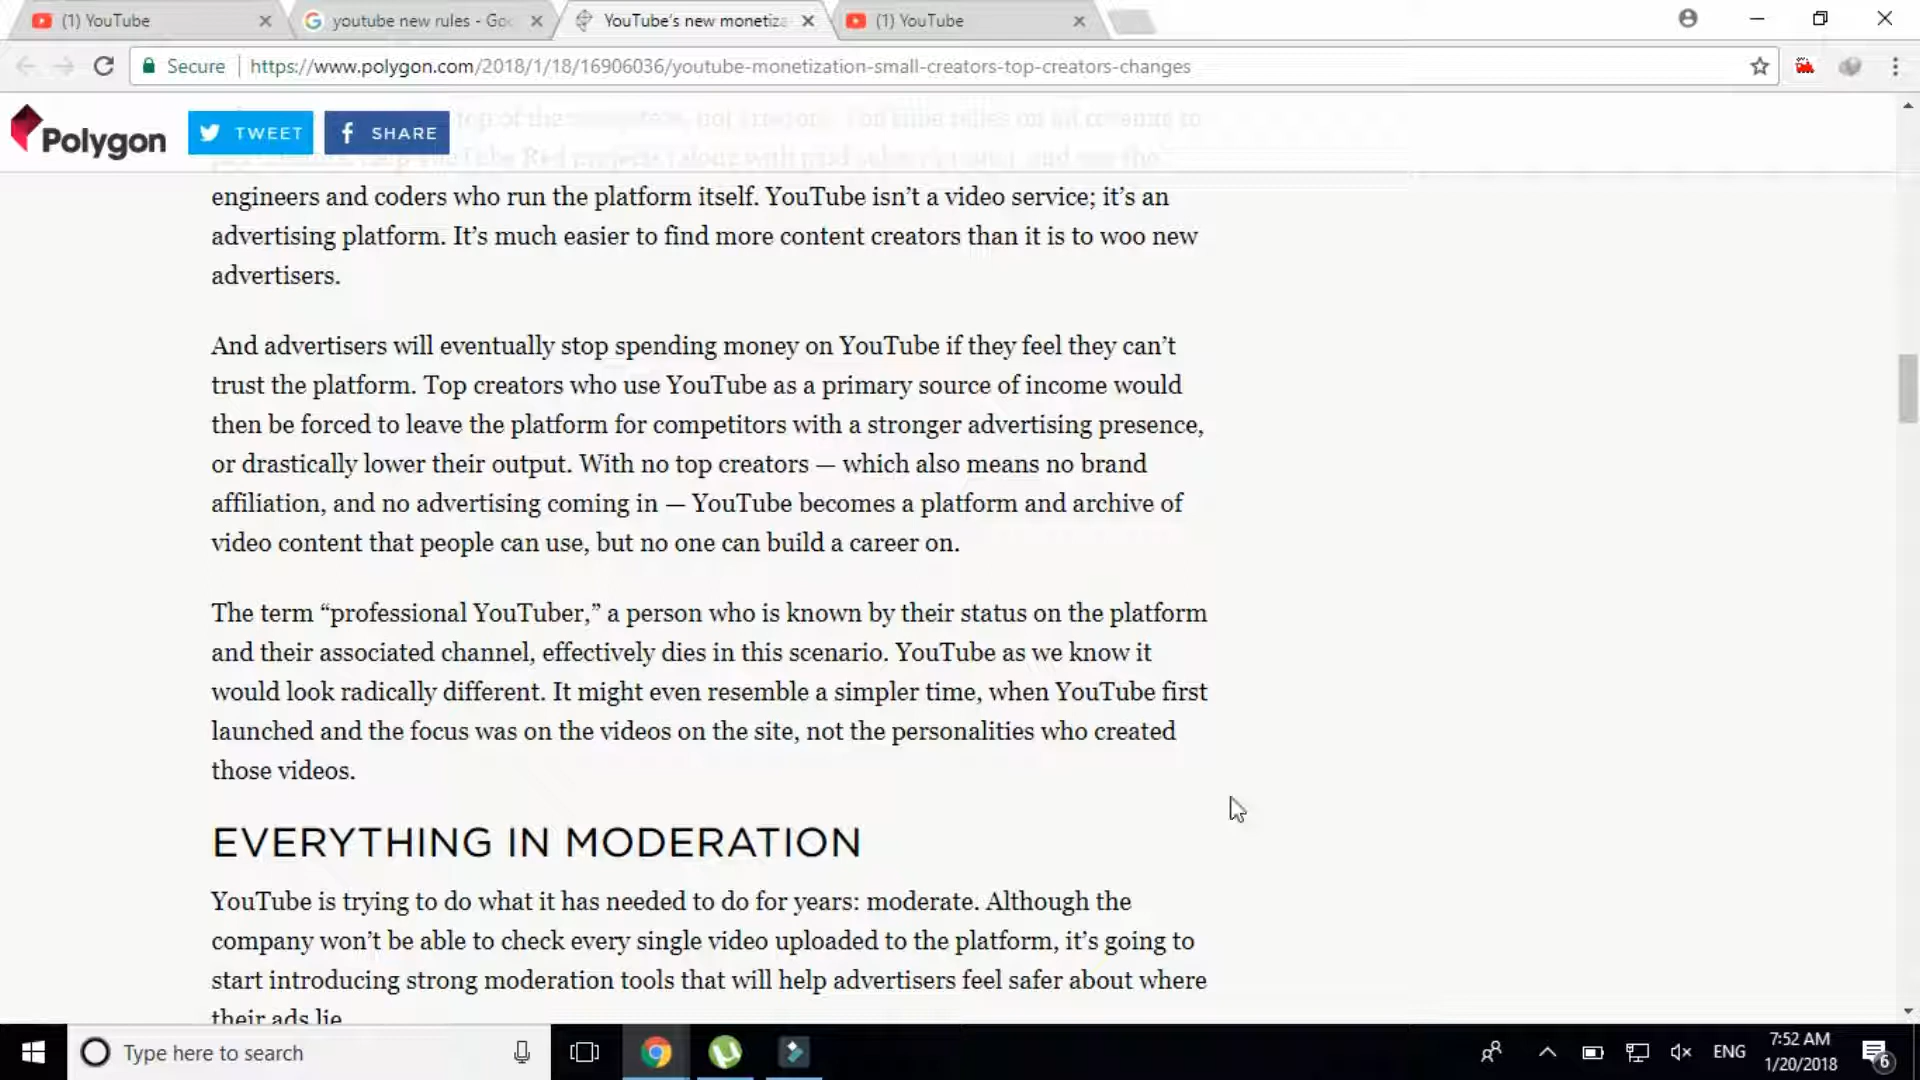 (1) YouTube
youtube new rules - Goo
YouTube's new monetiza
(1) YouTube
Secure
https://www.polygon.com/2018/1/18/16906036/youtube-monetization-small-creators-top-creators-changes
Polygon
TWEET
SHARE
engineers and coders who run the platform itself. YouTube isn’t a video service; it’s an
advertising platform. It’s much easier to find more content creators than it is to woo new
advertisers.
And advertisers will eventually stop spending money on YouTube if they feel they can’t
trust the platform. Top creators who use YouTube as a primary source of income would
then be forced to leave the platform for competitors with a stronger advertising presence,
or drastically lower their output. With no top creators — which also means no brand
affiliation, and no advertising coming in — YouTube becomes a platform and archive of
video content that people can use, but no one can build a career on.
The term “professional YouTuber,” a person who is known by their status on the platform
and their associated channel, effectively dies in this scenario. YouTube as we know it
would look radically different. It might even resemble a simpler time, when YouTube first
launched and the focus was on the videos on the site, not the personalities who created
those videos.
EVERYTHING IN MODERATION
YouTube is trying to do what it has needed to do for years: moderate. Although the
company won’t be able to check every single video uploaded to the platform, it’s going to
start introducing strong moderation tools that will help advertisers feel safer about where
their ads lie
Type here to search
ENG
7:52 AM
1/20/2018
6